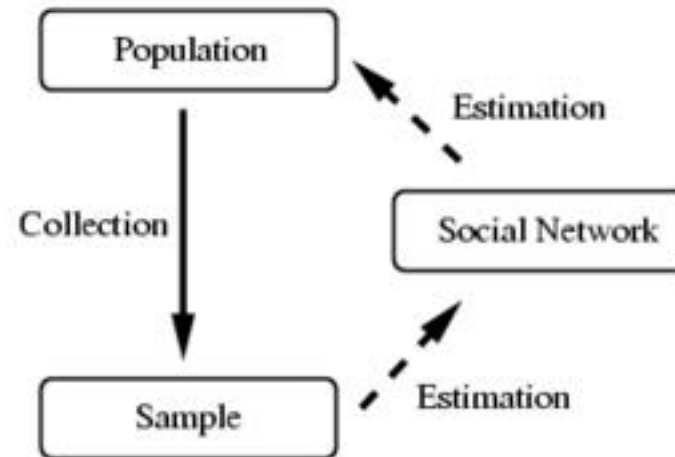 Population
Estimation
Collection
Social Network
Sample
Estimation